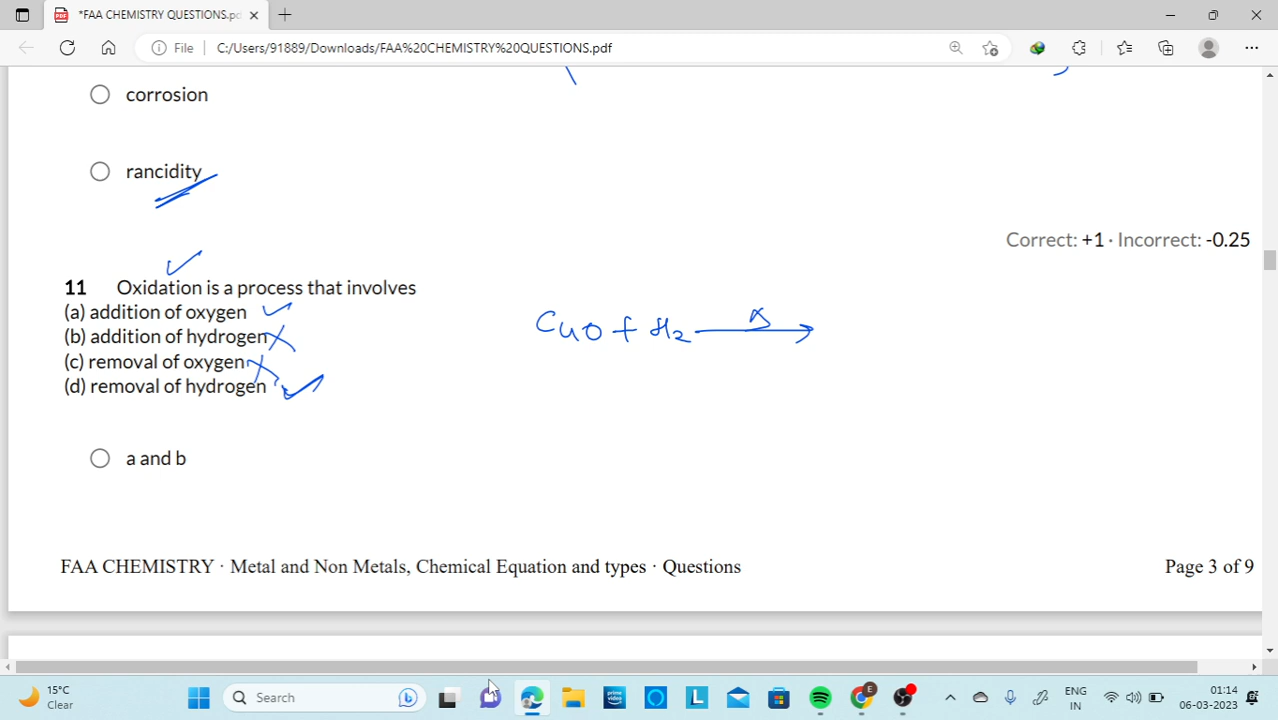 *FAA CHEMISTRY QUESTIONS.pd
File C:/Users/91889/Downloads/FAA%20CHEMISTRY%20QUESTIONS.pdf
corrosion
rancidity
Correct: +1 · Incorrect: -0.25
11 Oxidation is a process that involves
(a) addition of oxygen
(b) addition of hydrogen
(c) removal of oxygen
(d) removal of hydrogen
CuO + H2 →
a and b
FAA CHEMISTRY · Metal and Non Metals, Chemical Equation and types · Questions Page 3 of 9
15°C
Clear
Search
prime video
L
E
ENG
IN
01:14
06-03-2023